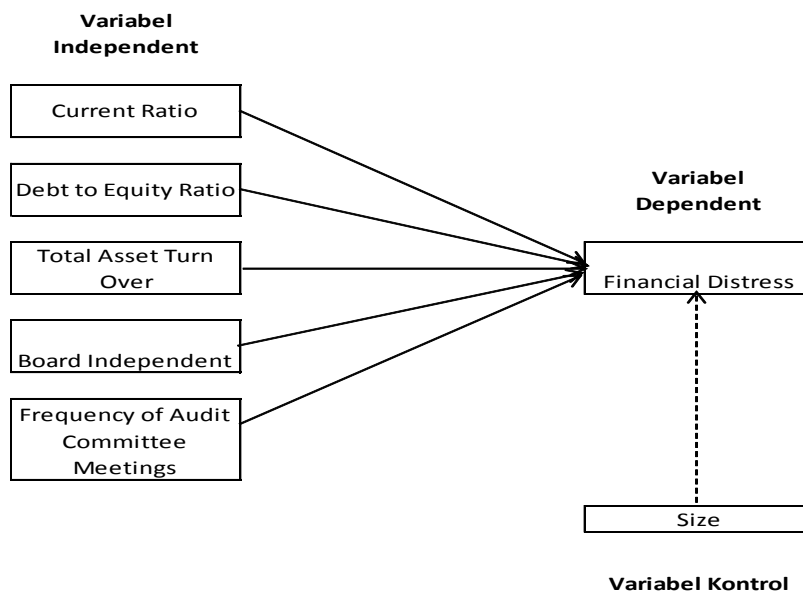 Variabel
Independent
Current Ratio
Debt to Equity Ratio
Total Asset Turn
Over
Board Independent
Frequency of Audit
Committee
Meetings
Variabel
Dependent
Financial Distress
Size
Variabel Kontrol